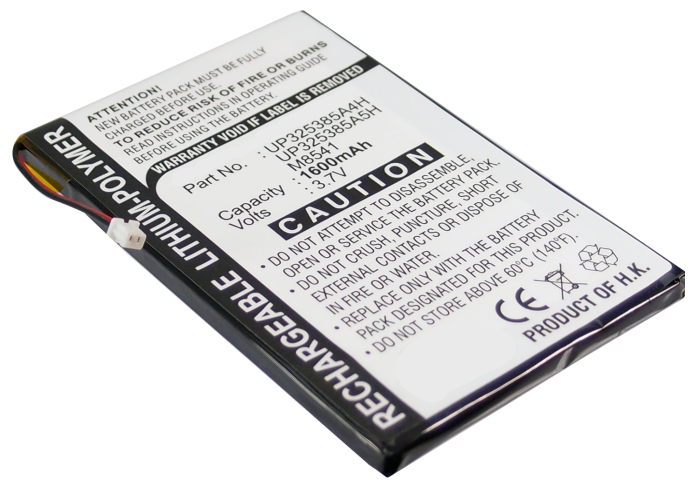 ATTENTION!
NEW BATTERY PACK MUST BE FULLY
CHARGED BEFORE USE.
TO REDUCE RISK OF FIRE OR BURNS
READ INSTRUCTIONS IN OPERATING MANUAL
BEFORE USING THIS BATTERY.
WARRANTY VOID IF THIS LABEL IS REMOVED
Part No. : UP325385A4H
UP325385A5H
M8541
Capacity : 1600mAh
Volts : 3.7V
CAUTION
• DO NOT ATTEMPT TO DISASSEMBLE,
OPEN OR SERVICE THE BATTERY PACK.
• DO NOT CRUSH, PUNCTURE, SHORT
EXTERNAL CONTACTS OR DISPOSE OF
IN FIRE OR WATER.
• REPLACE ONLY WITH THE BATTERY
PACK DESIGNATED FOR THIS MACHINE.
• DO NOT STORE ABOVE 60°C (140°F).
CE
PRODUCT OF H.K.
RECHARGEABLE LITHIUM-POLYMER